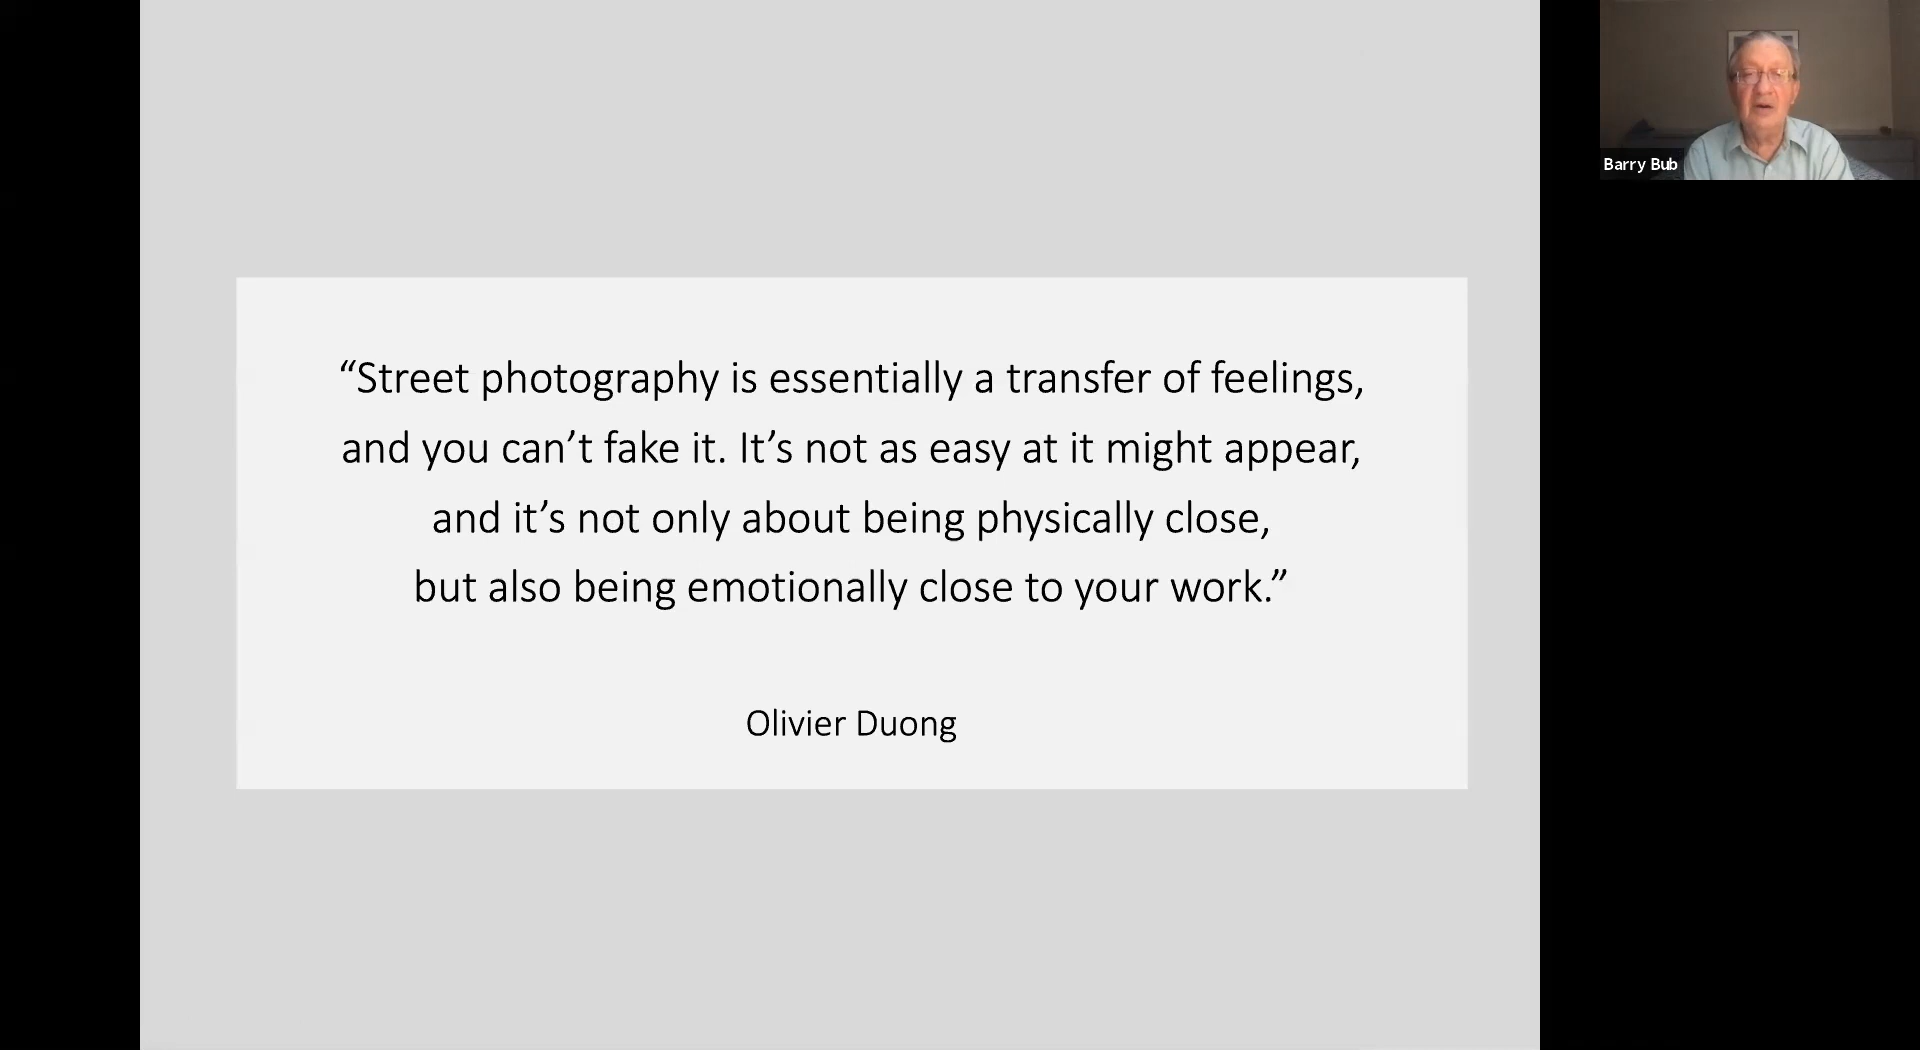 “Street photography is essentially a transfer of feelings,
and you can’t fake it. It’s not as easy at it might appear,
and it’s not only about being physically close,
but also being emotionally close to your work.”
Olivier Duong
Barry Bub